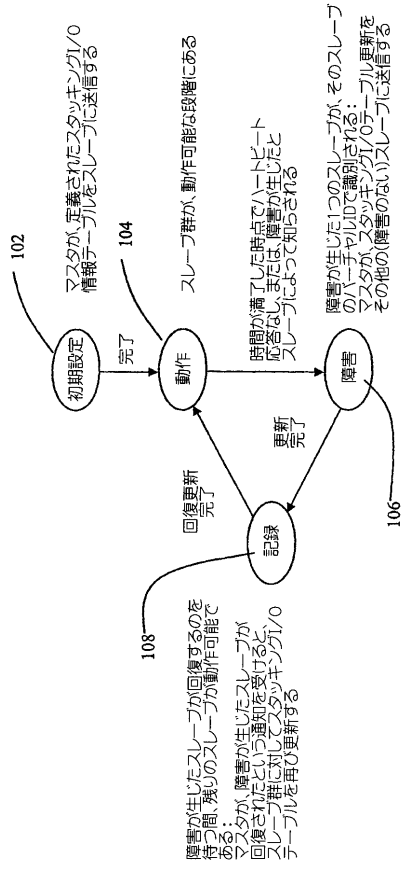 102
初期設定
マスタが、定義されたスタッキングI/O
情報テーブルをスレーブに送信する
完了
104
動作
スレーブ群が、動作可能な段階にある
時間が満了した時点でハートビート
応答なし、または、障害が生じたと
スレーブによって知らされる
障害
106
障害が生じた1つのスレーブが、そのスレーブ
のバーチャルIDで識別される:
マスタが、スタッキングI/Oテーブル更新を
その他の(障害のない)スレーブに送信する
更新
完了
記録
108
回復更新
完了
障害が生じたスレーブが回復するのを
待つ間、残りのスレーブが動作可能で
ある:
マスタが、障害が生じたスレーブが
回復されたという通知を受けると、
スレーブ群に対してスタッキングI/O
テーブルを再び更新する